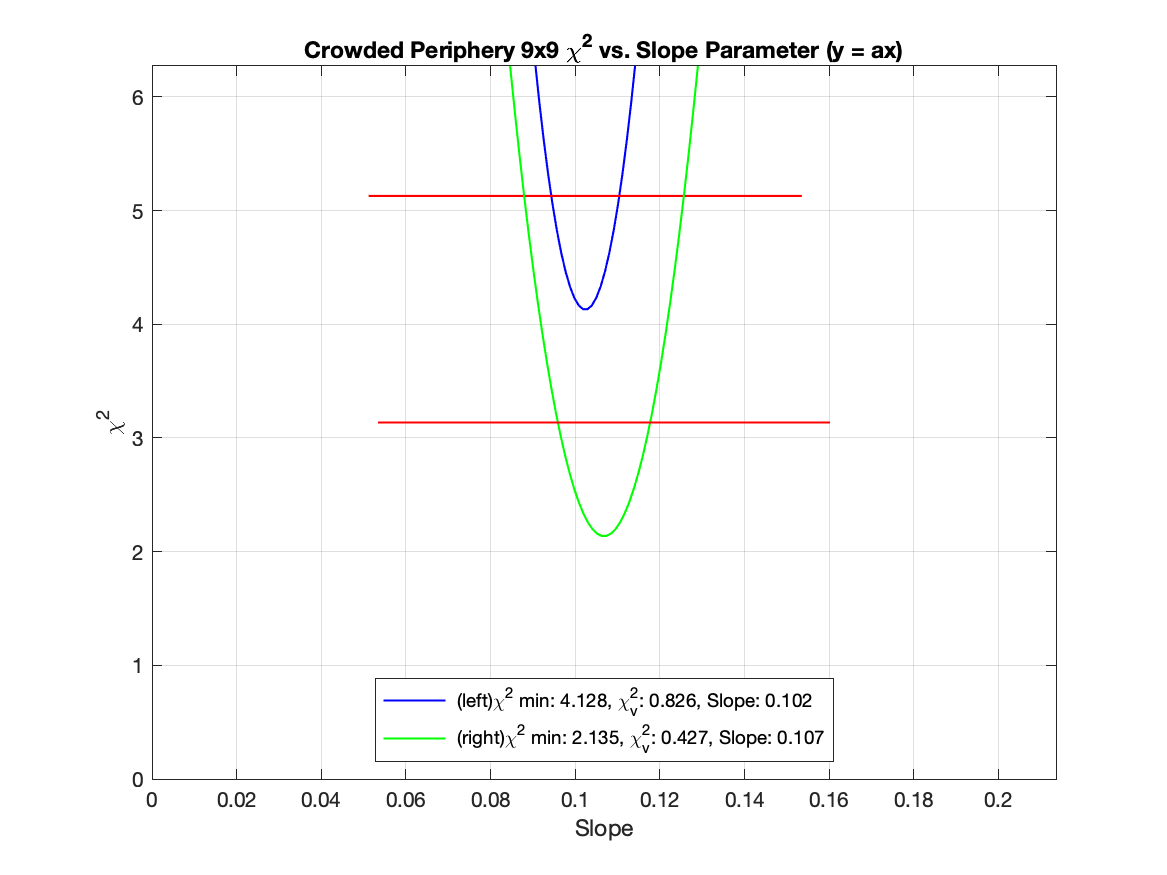 Crowded Periphery 9x9 χ² vs. Slope Parameter (y = ax)
6
5
4
3
2
1
0
χ²
0 0.02 0.04 0.06 0.08 0.1 0.12 0.14 0.16 0.18 0.2
Slope
(left)χ² min: 4.128, χ²ᵥ: 0.826, Slope: 0.102
(right)χ² min: 2.135, χ²ᵥ: 0.427, Slope: 0.107